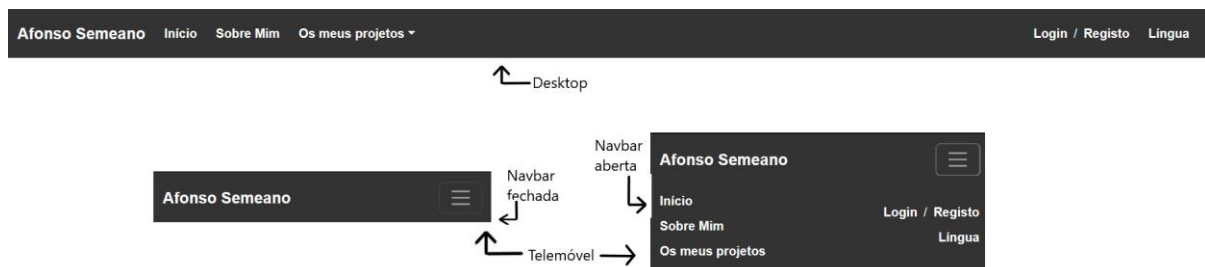 Afonso Semeano Início Sobre Mim Os meus projetos Login / Registo Língua
Desktop
Navbar
fechada
Afonso Semeano
Navbar
aberta
Afonso Semeano
Início
Sobre Mim
Os meus projetos
Login / Registo
Língua
Telemóvel